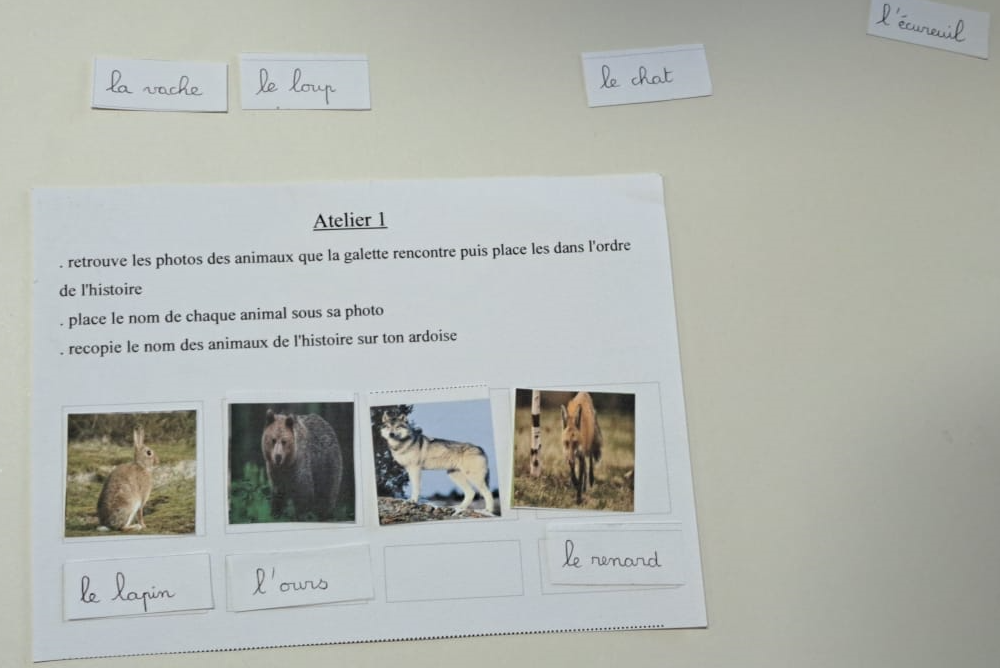 l'écureuil
la vache
le loup
le chat
Atelier 1
. retrouve les photos des animaux que la galette rencontre puis place les dans l'ordre
de l'histoire
. place le nom de chaque animal sous sa photo
. recopie le nom des animaux de l'histoire sur ton ardoise
le lapin
l'ours
le renard